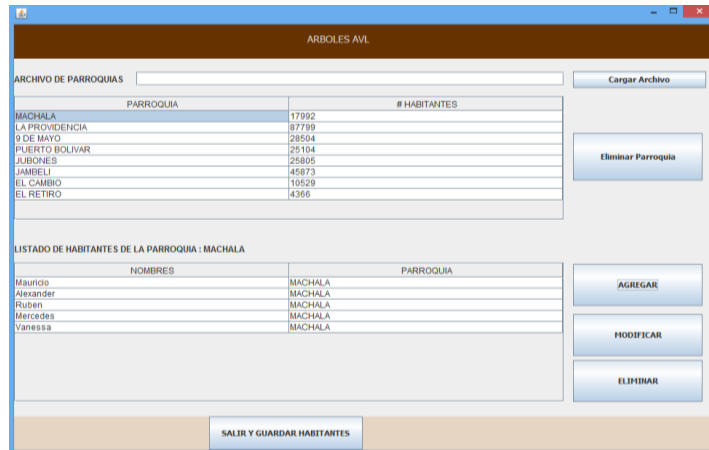 ARBOLES AVL
ARCHIVO DE PARROQUIAS
Cargar Archivo
PARROQUIA # HABITANTES
MACHALA 17992
LA PROVIDENCIA 87799
9 DE MAYO 28504
PUERTO BOLIVAR 25104
JUBONES 25805
JAMBELI 45873
EL CAMBIO 10529
EL RETIRO 4366
Eliminar Parroquia
LISTADO DE HABITANTES DE LA PARROQUIA : MACHALA
NOMBRES PARROQUIA
Mauricio MACHALA
Alexander MACHALA
Ruben MACHALA
Mercedes MACHALA
Vanessa MACHALA
AGREGAR
MODIFICAR
ELIMINAR
SALIR Y GUARDAR HABITANTES